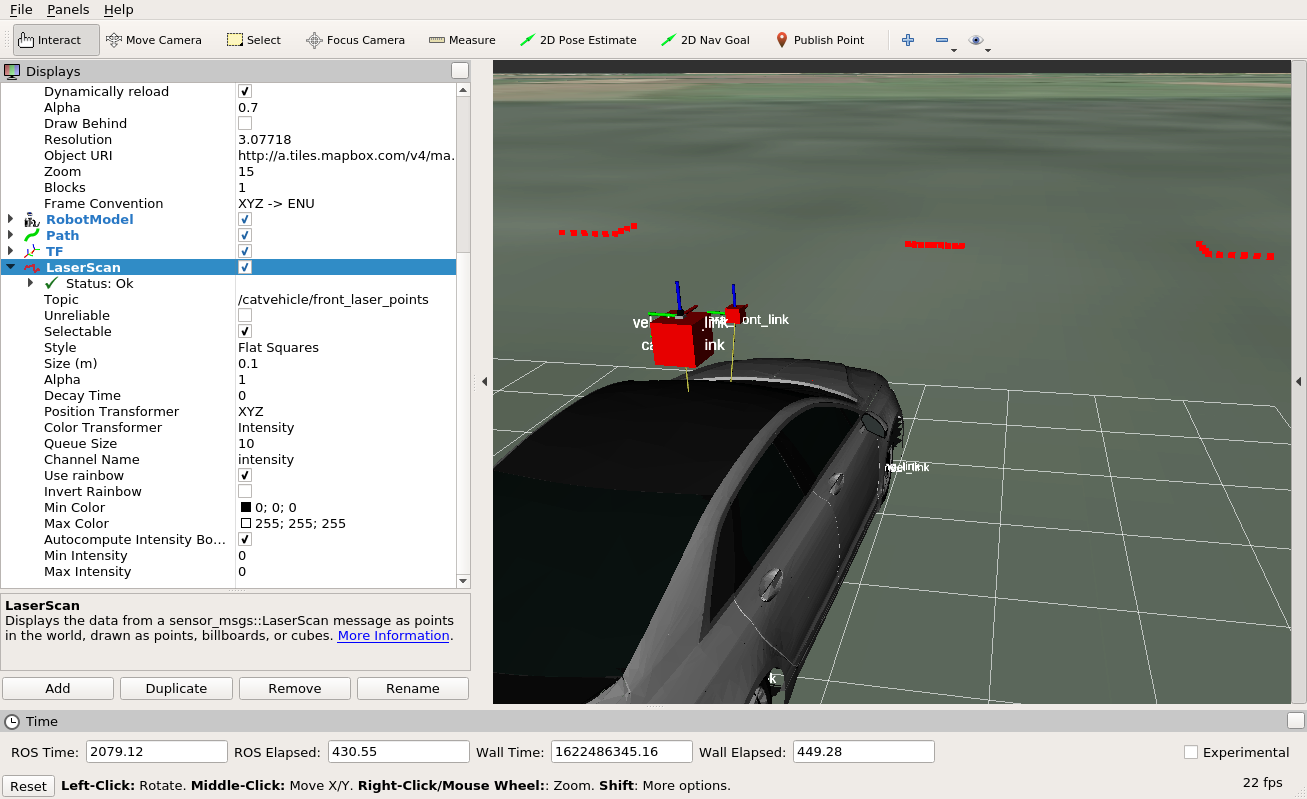 File Panels Help
Interact Move Camera Select Focus Camera Measure 2D Pose Estimate 2D Nav Goal Publish Point
Displays
Dynamically reload
Alpha 0.7
Draw Behind
Resolution 3.07718
Object URI http://a.tiles.mapbox.com/v4/ma...
Zoom 15
Blocks 1
Frame Convention XYZ -> ENU
RobotModel
Path
TF
LaserScan
Status: Ok
Topic /catvehicle/front_laser_points
Unreliable
Selectable
Style Flat Squares
Size (m) 0.1
Alpha 1
Decay Time 0
Position Transformer XYZ
Color Transformer Intensity
Queue Size 10
Channel Name intensity
Use rainbow
Invert Rainbow
Min Color 0; 0; 0
Max Color 255; 255; 255
Autocompute Intensity Bo...
Min Intensity 0
Max Intensity 0
LaserScan
Displays the data from a sensor_msgs::LaserScan message as points
in the world, drawn as points, billboards, or cubes. More Information.
Add Duplicate Remove Rename
Time
ROS Time: 2079.12 ROS Elapsed: 430.55 Wall Time: 1622486345.16 Wall Elapsed: 449.28 Experimental
Reset Left-Click: Rotate. Middle-Click: Move X/Y. Right-Click/Mouse Wheel:: Zoom. Shift: More options. 22 fps